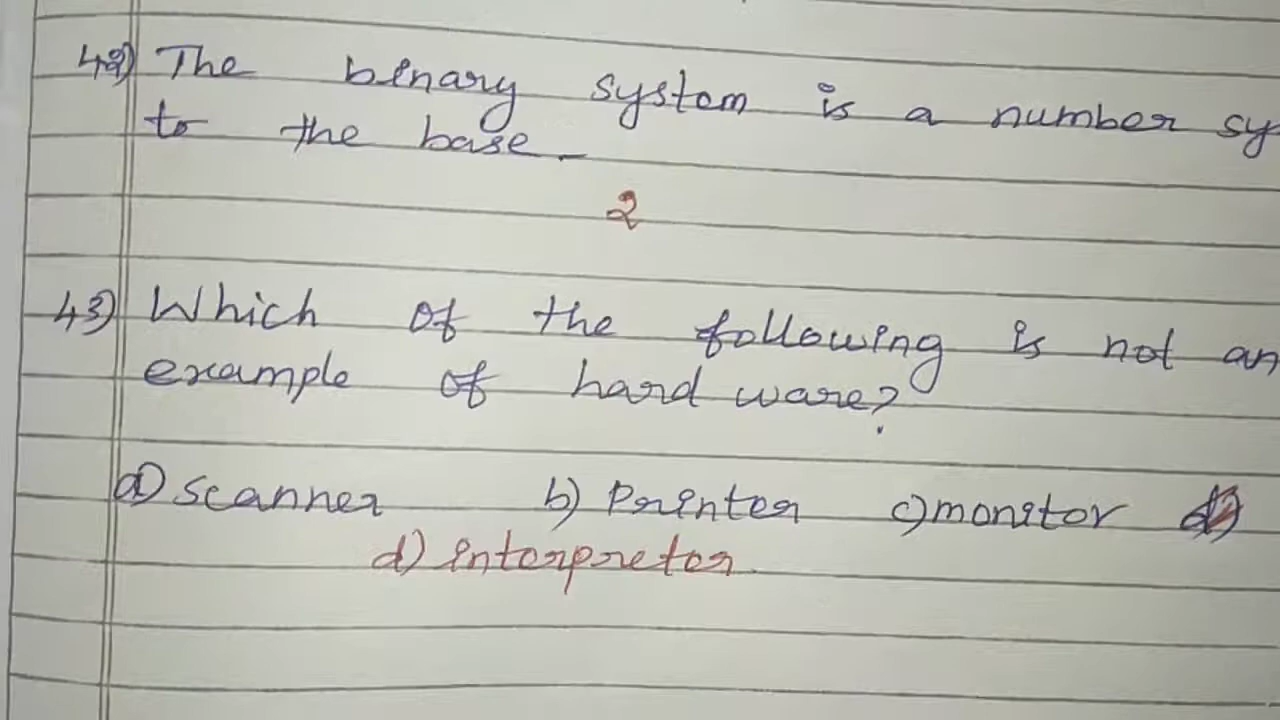 42) The binary system is a number sy
to the base_
2
43) Which of the following is not an
example of hard ware?
a) scanner b) Printer c) monitor d)
d) interpreter